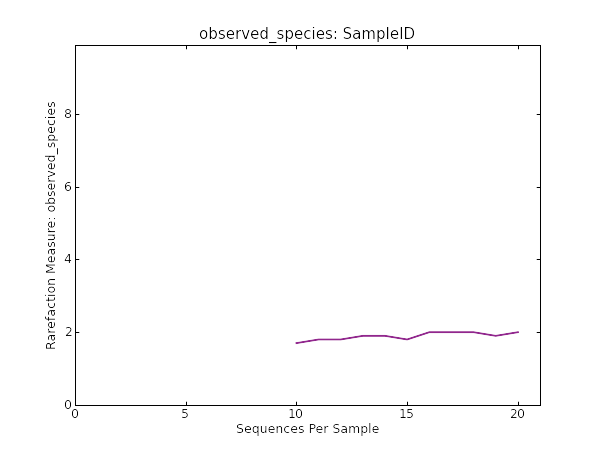 observed_species: SampleID
Rarefaction Measure: observed_species
8
6
4
2
0
0 5 10 15 20
Sequences Per Sample